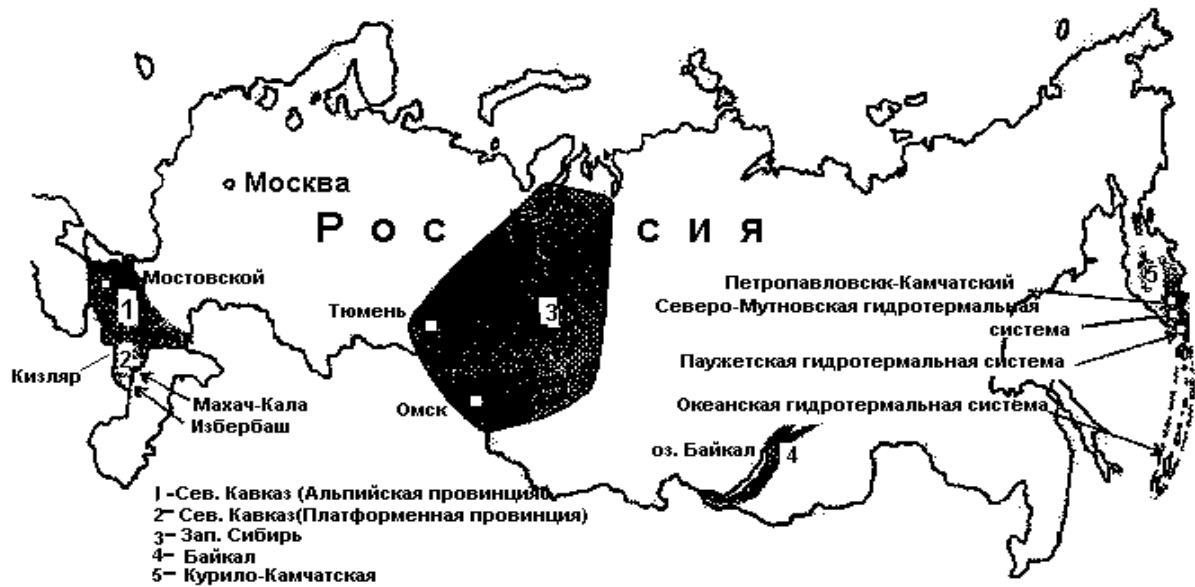 Москва
Р о с с и я
Мостовской
1
2
Кизляр
Махач-Кала
Избербаш
Тюмень
3
Омск
оз. Байкал
4
5
Петропавловскк-Камчатский
Северо-Мутновская гидротермальная
система
Паужетская гидротермальная система
Океанская гидротермальная система
1 -Сев. Кавказ (Альпийская провинция)
2- Сев. Кавказ(Платформенная провинция)
3- Зап. Сибирь
4- Байкал
5- Курило-Камчатская